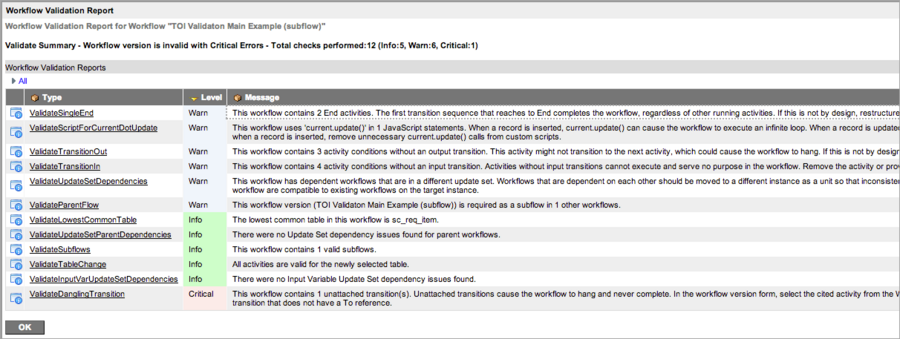 Workflow Validation Report
Workflow Validation Report for Workflow "TOI Validaton Main Example (subflow)"
Validate Summary - Workflow version is invalid with Critical Errors - Total checks performed:12 (Info:5, Warn:6, Critical:1)
Workflow Validation Reports
All
Type Level Message
ValidateSingleEnd Warn This workflow contains 2 End activities. The first transition sequence that reaches to End completes the workflow, regardless of other running activities. If this is not by design, restructure
ValidateScriptForCurrentDotUpdate Warn This workflow uses 'current.update()' in 1 JavaScript statements. When a record is inserted, current.update() can cause the workflow to execute an infinite loop. When a record is update
when a record is inserted, remove unnecessary current.update() calls from custom scripts.
ValidateTransitionOut Warn This workflow contains 3 activity conditions without an output transition. This activity might not transition to the next activity, which could cause the workflow to hang. If this is not by design
ValidateTransitionIn Warn This workflow contains 4 activity conditions without an input transition. Activities without input transitions cannot execute and serve no purpose in the workflow. Remove the activity or pro
ValidateUpdateSetDependencies Warn This workflow has dependent workflows that are in a different update set. Workflows that are dependent on each other should be moved to a different instance as a unit so that inconsiste
workflow are compatible to existing workflows on the target instance.
ValidateParentFlow Warn This workflow version (TOI Validaton Main Example (subflow)) is required as a subflow in 1 other workflows.
ValidateLowestCommonTable Info The lowest common table in this workflow is sc_req_item.
ValidateUpdateSetParentDependencies Info There were no Update Set dependency issues found for parent workflows.
ValidateSubflows Info This workflow contains 1 valid subflows.
ValidateTableChange Info All activities are valid for the newly selected table.
ValidateInputVarUpdateSetDependencies Info There were no Input Variable Update Set dependency issues found.
ValidateDanglingTransition Critical This workflow contains 1 unattached transition(s). Unattached transitions cause the workflow to hang and never complete. In the workflow version form, select the cited activity from the W
transition that does not have a To reference.
OK